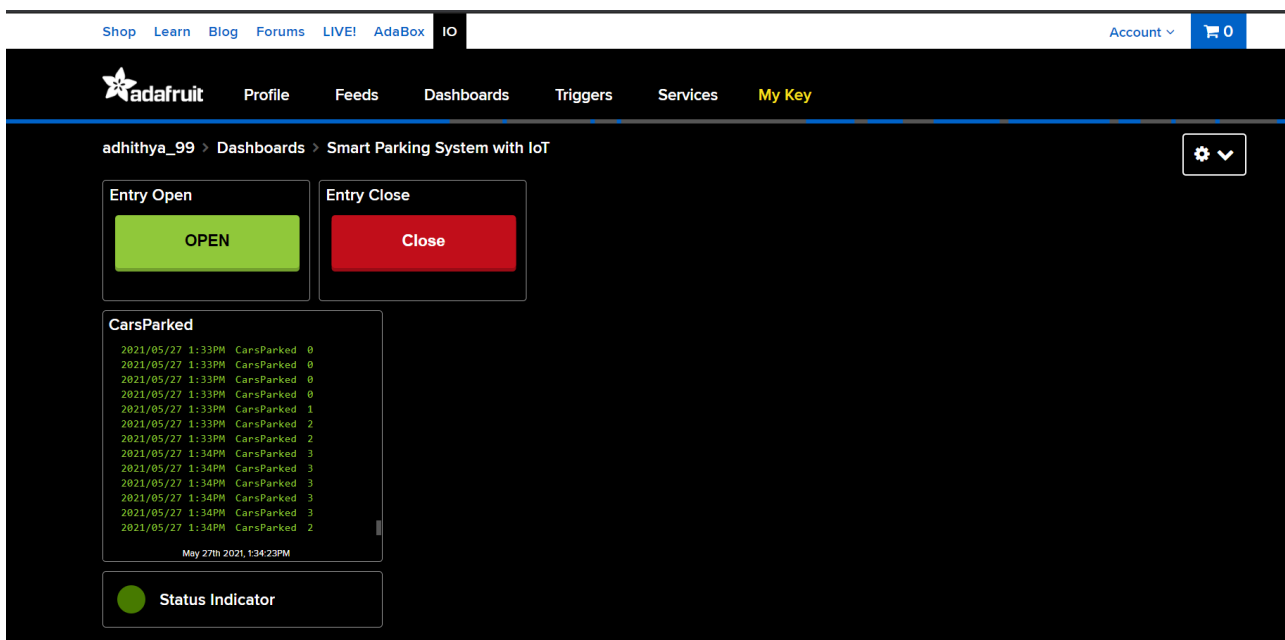 Shop Learn Blog Forums LIVE! AdaBox IO Account 0
adafruit Profile Feeds Dashboards Triggers Services My Key
adhithya_99 > Dashboards > Smart Parking System with IoT
Entry Open Entry Close
OPEN Close
CarsParked
2021/05/27 1:33PM CarsParked 0
2021/05/27 1:33PM CarsParked 0
2021/05/27 1:33PM CarsParked 0
2021/05/27 1:33PM CarsParked 0
2021/05/27 1:33PM CarsParked 1
2021/05/27 1:33PM CarsParked 2
2021/05/27 1:33PM CarsParked 2
2021/05/27 1:34PM CarsParked 3
2021/05/27 1:34PM CarsParked 3
2021/05/27 1:34PM CarsParked 3
2021/05/27 1:34PM CarsParked 3
2021/05/27 1:34PM CarsParked 3
2021/05/27 1:34PM CarsParked 2
May 27th 2021, 1:34:23PM
Status Indicator